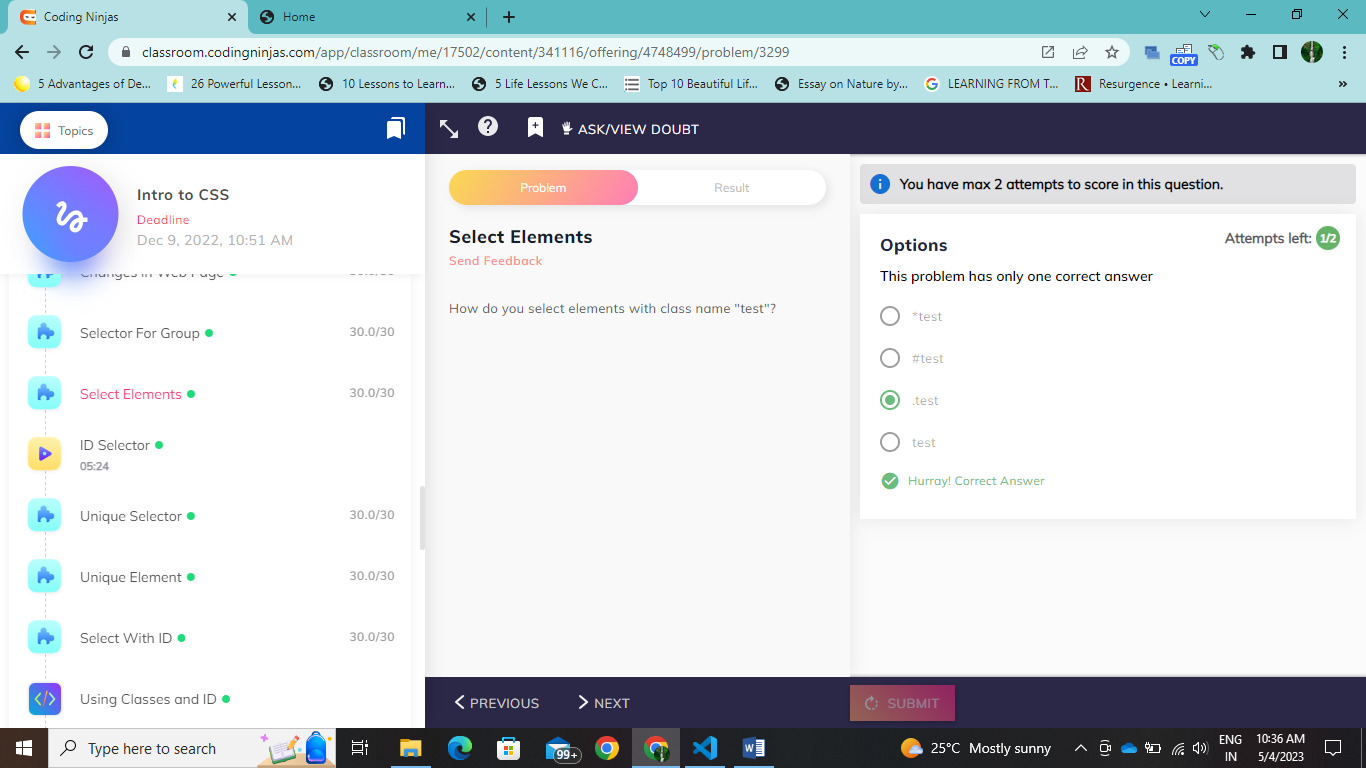 Coding Ninjas
Home
classroom.codingninjas.com/app/classroom/me/17502/content/341116/offering/4748499/problem/3299
COPY
5 Advantages of De...
26 Powerful Lesson...
10 Lessons to Learn...
5 Life Lessons We C...
Top 10 Beautiful Lif...
Essay on Nature by...
LEARNING FROM T...
Resurgence • Learni...
»
Topics
ASK/VIEW DOUBT
Intro to CSS
Deadline
Dec 9, 2022, 10:51 AM
Changes In Web Page
30.0/30
Selector For Group
30.0/30
Select Elements
30.0/30
ID Selector
05:24
Unique Selector
30.0/30
Unique Element
30.0/30
Select With ID
30.0/30
Using Classes and ID
Problem
Result
Select Elements
Send Feedback
How do you select elements with class name "test"?
PREVIOUS
NEXT
You have max 2 attempts to score in this question.
Options
Attempts left: 1/2
This problem has only one correct answer
*test
#test
.test
test
Hurray! Correct Answer
SUBMIT
Type here to search
99+
25°C Mostly sunny
ENG
IN
10:36 AM
5/4/2023